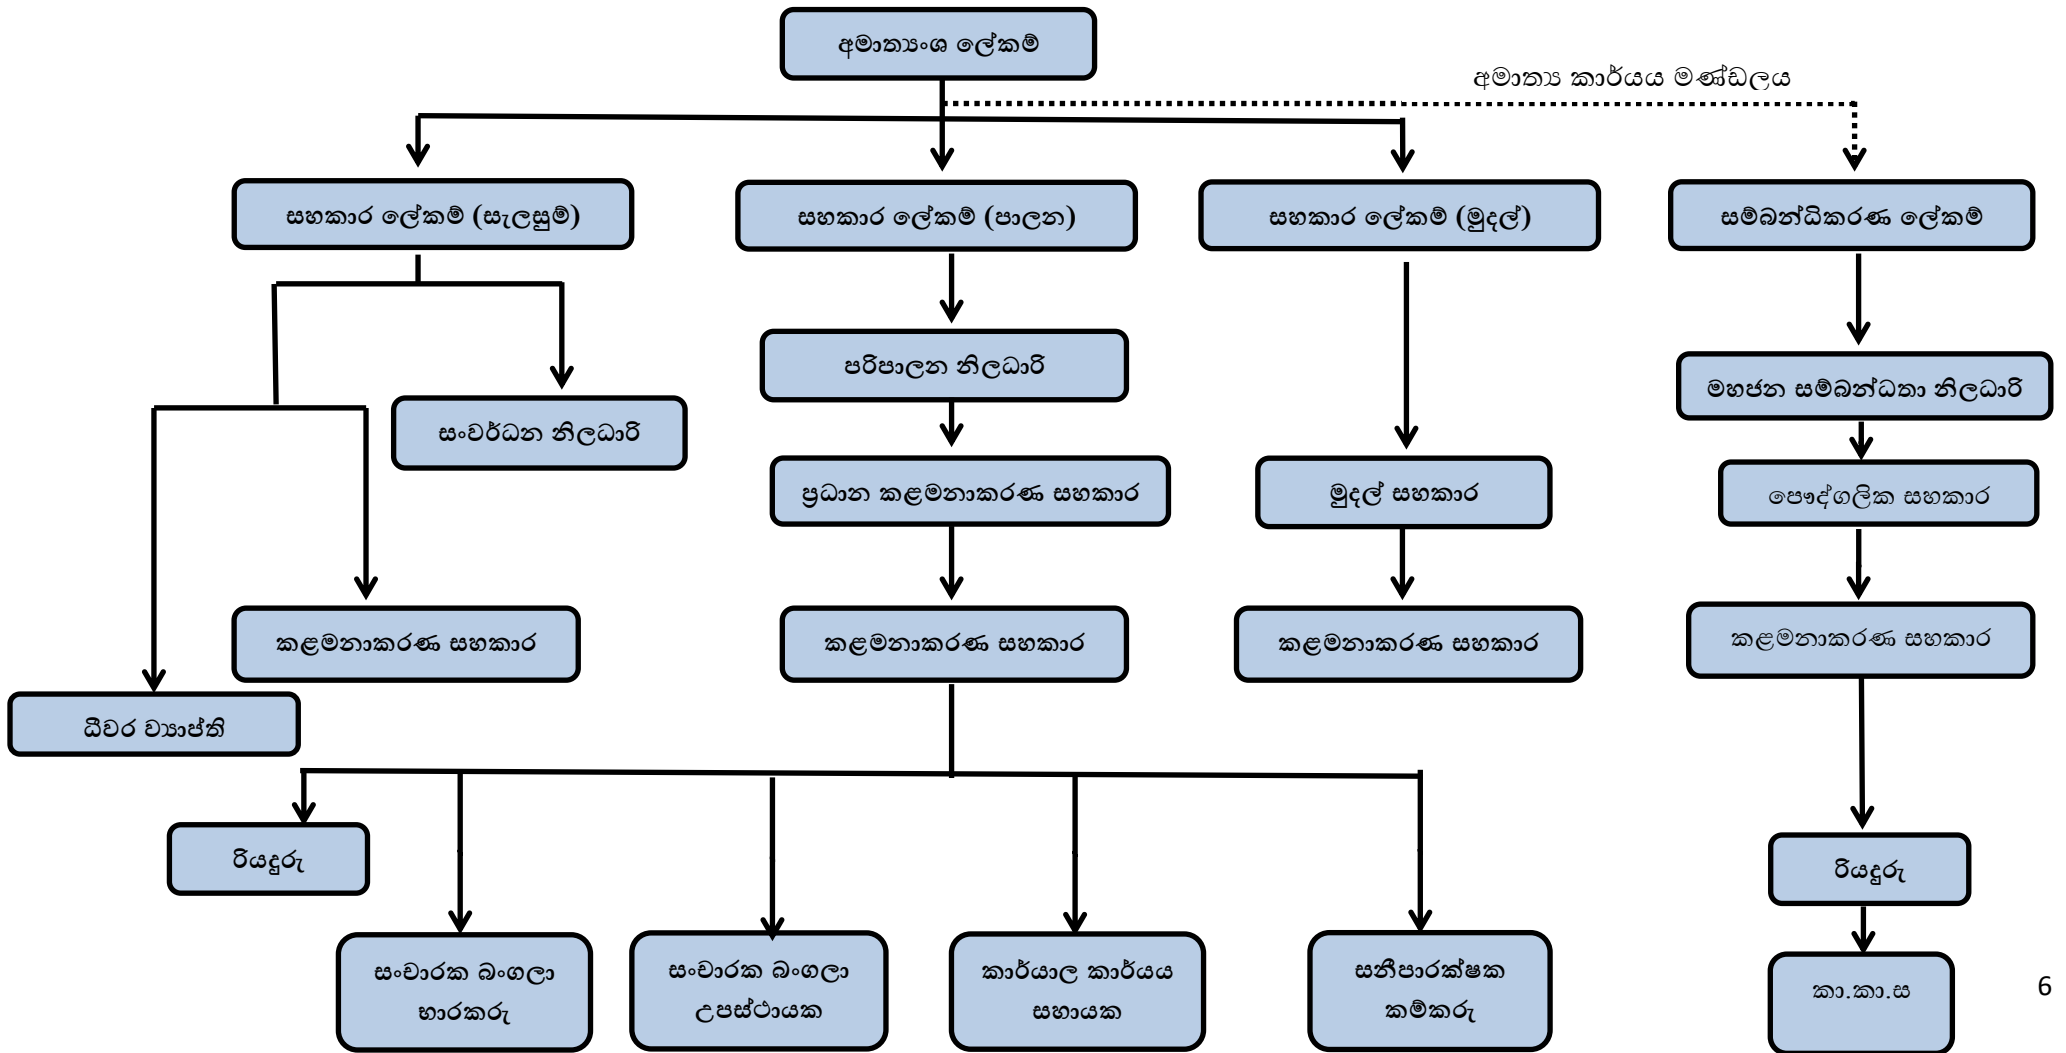 අමාත්‍යංශ ලේකම්
අමාත්‍ය කාර්යය මණ්ඩලය
සහකාර ලේකම් (සැලසුම්)
සහකාර ලේකම් (පාලන)
සහකාර ලේකම් (මුදල්)
සම්බන්ධිකරණ ලේකම්
පරිපාලන නිලධාරි
මහජන සම්බන්ධතා නිලධාරි
සංවර්ධන නිලධාරි
ප්‍රධාන කළමනාකරණ සහකාර
මුදල් සහකාර
පෞද්ගලික සහකාර
කළමනාකරණ සහකාර
කළමනාකරණ සහකාර
කළමනාකරණ සහකාර
කළමනාකරණ සහකාර
ධීවර ව්‍යාප්ති
රියදුරු
රියදුරු
සංචාරක බංගලා
භාරකරු
සංචාරක බංගලා
උපස්ථායක
කාර්යාල කාර්යය
සහායක
සනීපාරක්ෂක
කම්කරු
කා.කා.ස
6